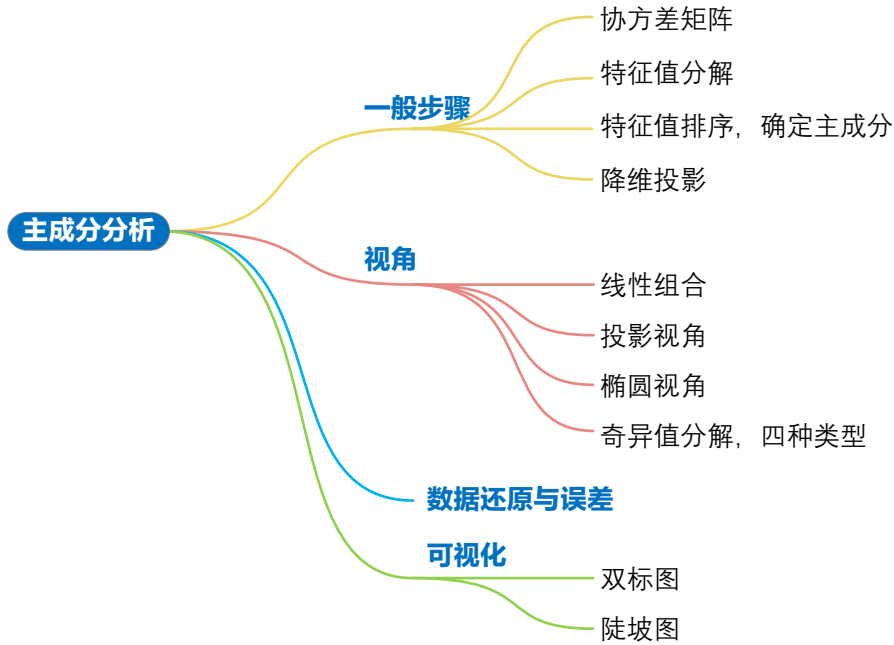 主成分分析
一般步骤
协方差矩阵
特征值分解
特征值排序，确定主成分
降维投影
视角
线性组合
投影视角
椭圆视角
奇异值分解，四种类型
数据还原与误差
可视化
双标图
陡坡图